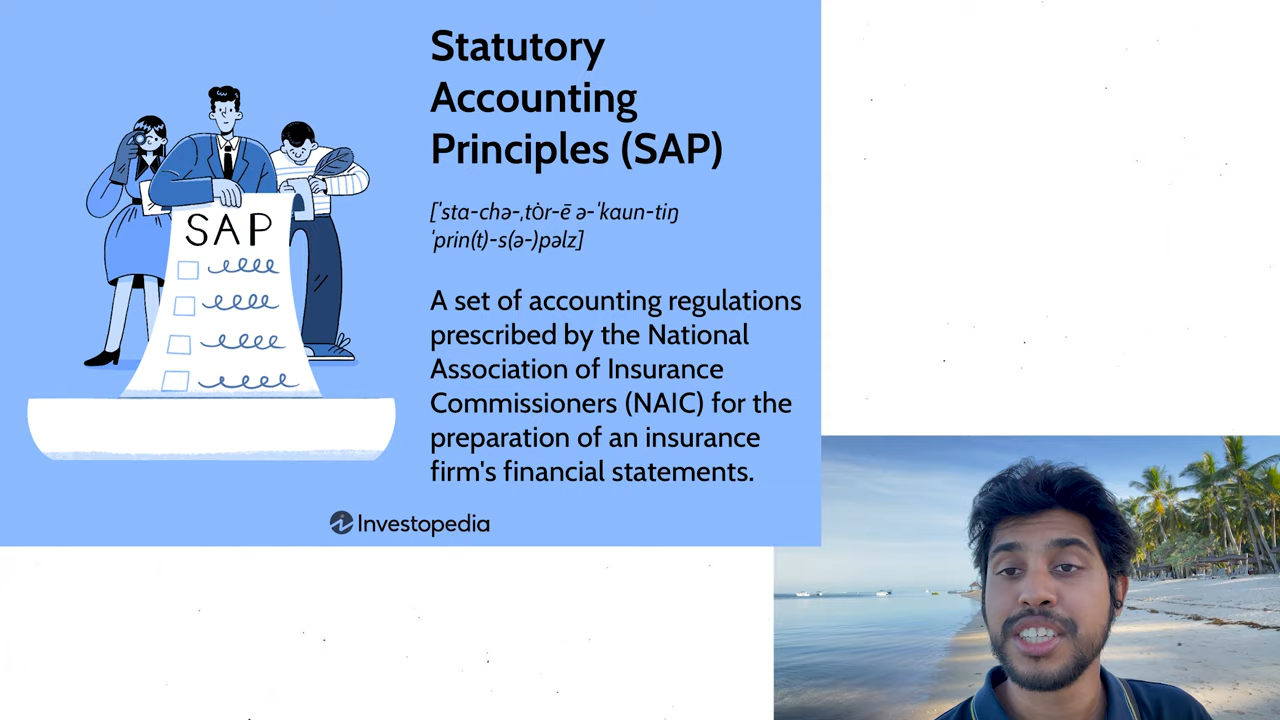 Statutory
Accounting
Principles (SAP)
[ˈsta-chə-ˌtȯr-ē ə-ˈkaun-tiŋ
ˈprin(t)-s(ə-)pəlz]
A set of accounting regulations
prescribed by the National
Association of Insurance
Commissioners (NAIC) for the
preparation of an insurance
firm's financial statements.
SAP
Investopedia